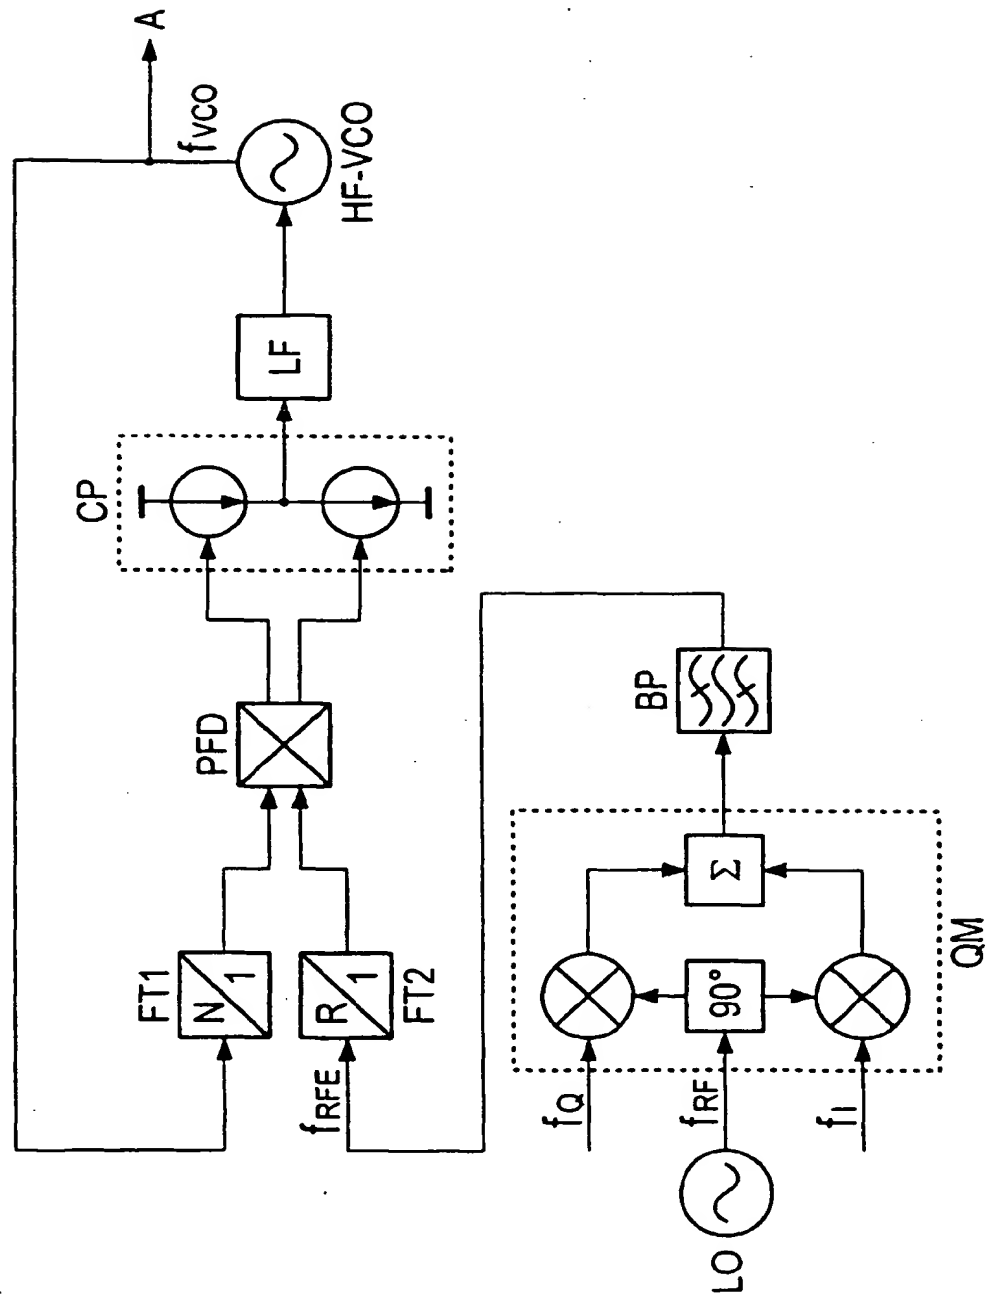 A
fVCO
HF-VCO
LF
CP
PFD
FT1
N
1
R
1
FT2
fRFE
BP
Σ
90°
QM
fQ
fRF
fI
LO